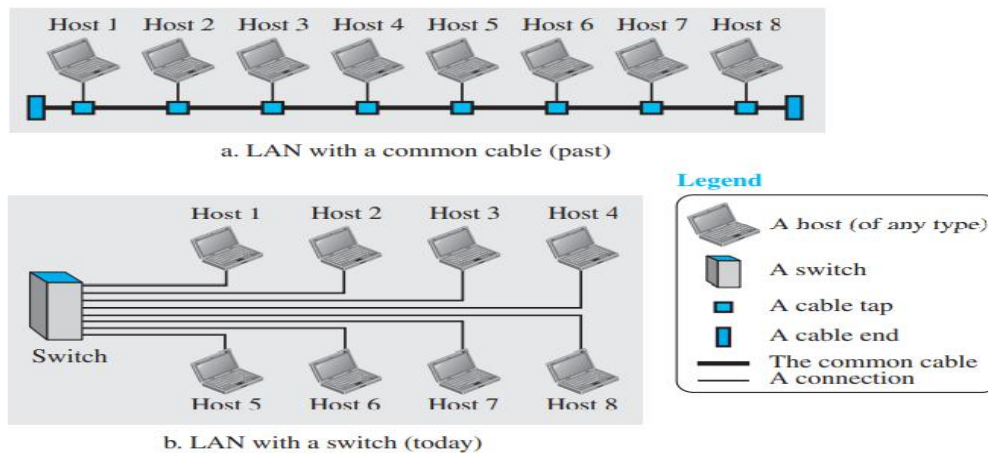 Host 1 Host 2 Host 3 Host 4 Host 5 Host 6 Host 7 Host 8
a. LAN with a common cable (past)
Legend
Host 1 Host 2 Host 3 Host 4
A host (of any type)
A switch
A cable tap
A cable end
Switch
The common cable
A connection
Host 5 Host 6 Host 7 Host 8
b. LAN with a switch (today)